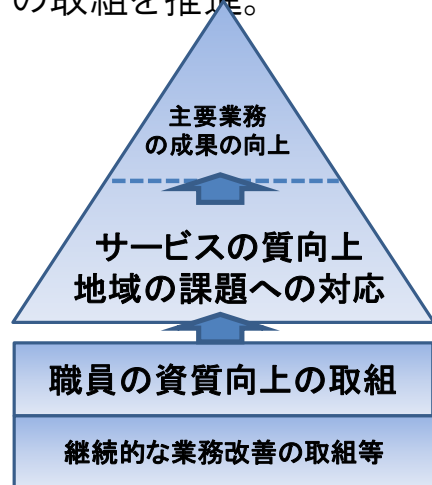 の取組を推進。
主要業務
の成果の向上
サービスの質向上
地域の課題への対応
職員の資質向上の取組
継続的な業務改善の取組等